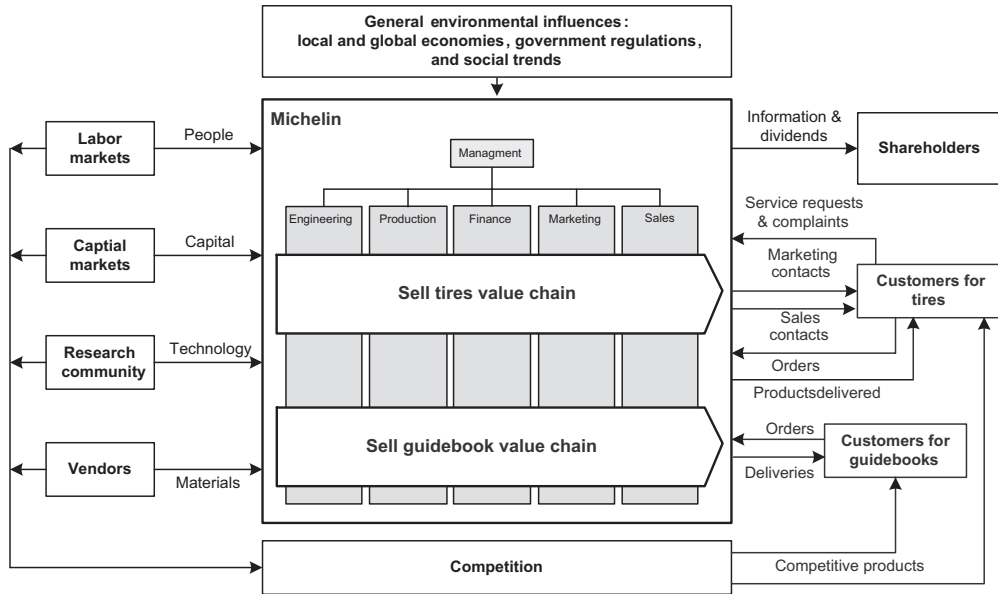 General environmental influences:
local and global economies, government regulations,
and social trends
Michelin
Managment
Engineering
Production
Finance
Marketing
Sales
Sell tires value chain
Sell guidebook value chain
Labor
markets
People
Captial
markets
Capital
Research
community
Technology
Vendors
Materials
Information &
dividends
Shareholders
Service requests
& complaints
Marketing
contacts
Customers for
tires
Sales
contacts
Orders
Productsdelivered
Orders
Customers for
guidebooks
Deliveries
Competition
Competitive products